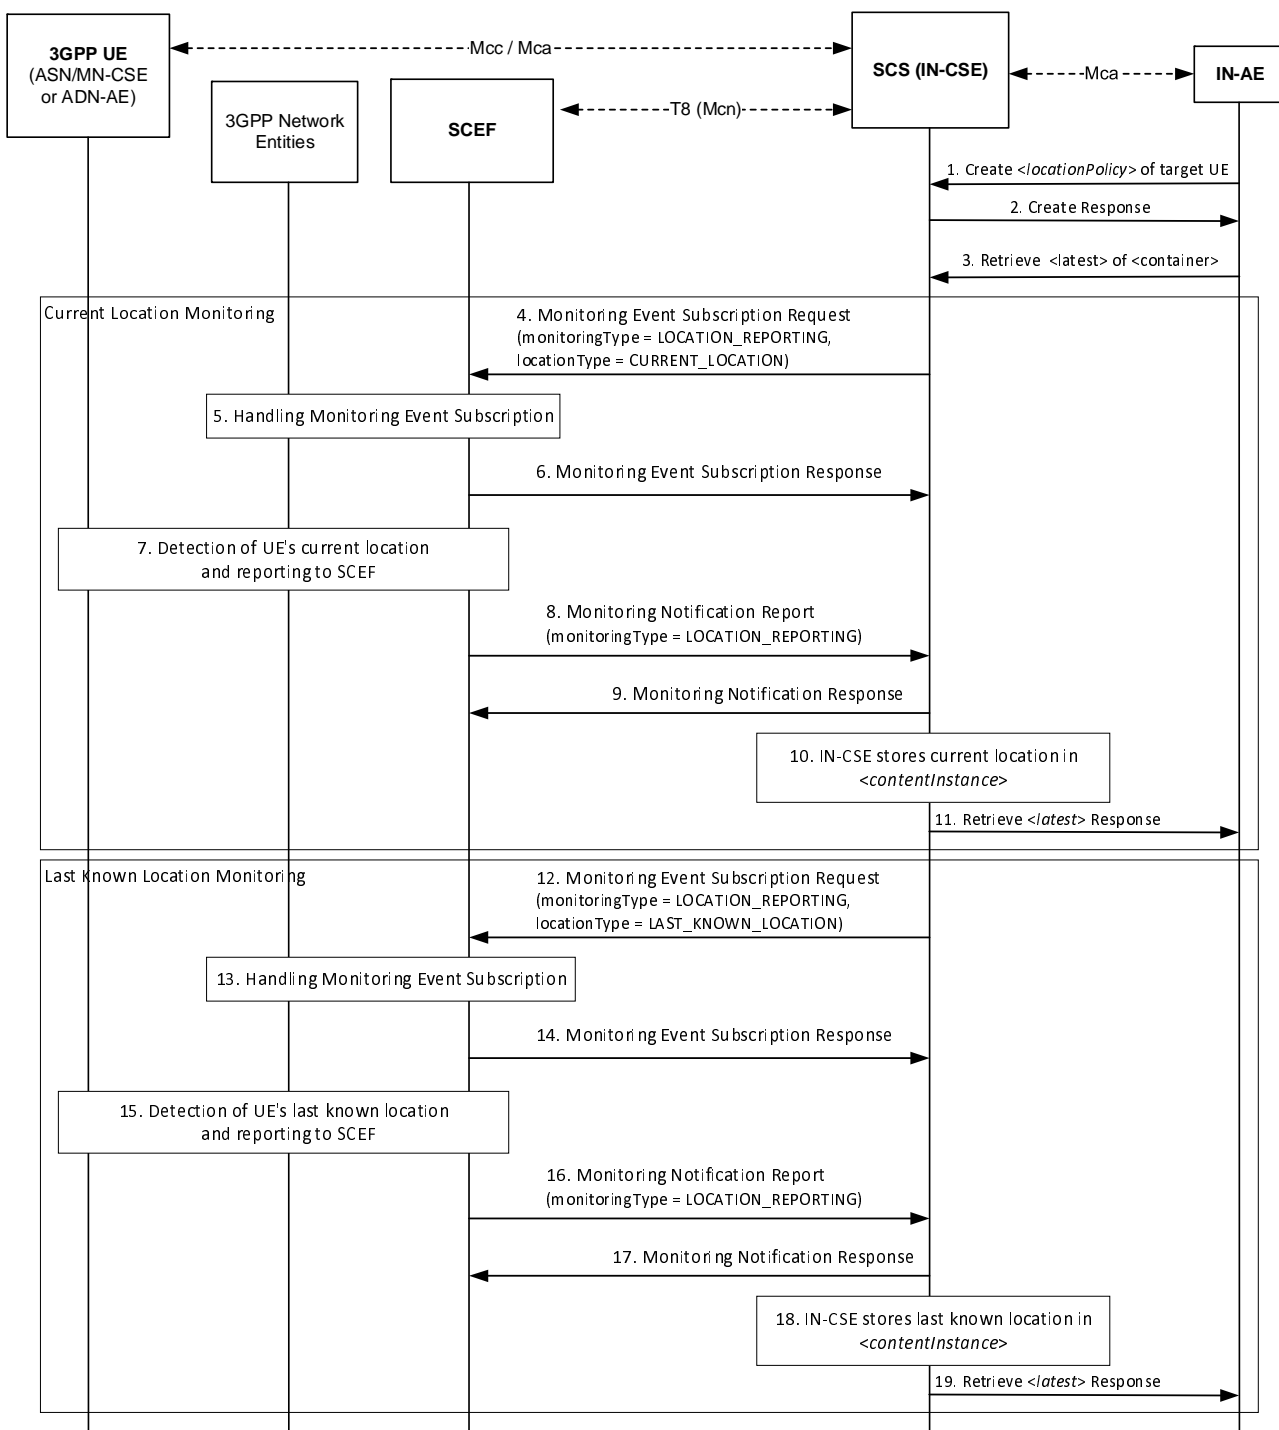 3GPP UE
(ASN/MN-CSE
or ADN-AE)
Mcc / Mca
SCS (IN-CSE)
Mca
IN-AE
3GPP Network
Entities
SCEF
T8 (Mcn)
1. Create <locationPolicy> of target UE
2. Create Response
3. Retrieve <latest> of <container>
Current Location Monitoring
4. Monitoring Event Subscription Request
(monitoringType = LOCATION_REPORTING,
locationType = CURRENT_LOCATION)
5. Handling Monitoring Event Subscription
6. Monitoring Event Subscription Response
7. Detection of UE's current location
and reporting to SCEF
8. Monitoring Notification Report
(monitoringType = LOCATION_REPORTING)
9. Monitoring Notification Response
10. IN-CSE stores current location in
<contentInstance>
11. Retrieve <latest> Response
Last Known Location Monitoring
12. Monitoring Event Subscription Request
(monitoringType = LOCATION_REPORTING,
locationType = LAST_KNOWN_LOCATION)
13. Handling Monitoring Event Subscription
14. Monitoring Event Subscription Response
15. Detection of UE's last known location
and reporting to SCEF
16. Monitoring Notification Report
(monitoringType = LOCATION_REPORTING)
17. Monitoring Notification Response
18. IN-CSE stores last known location in
<contentInstance>
19. Retrieve <latest> Response